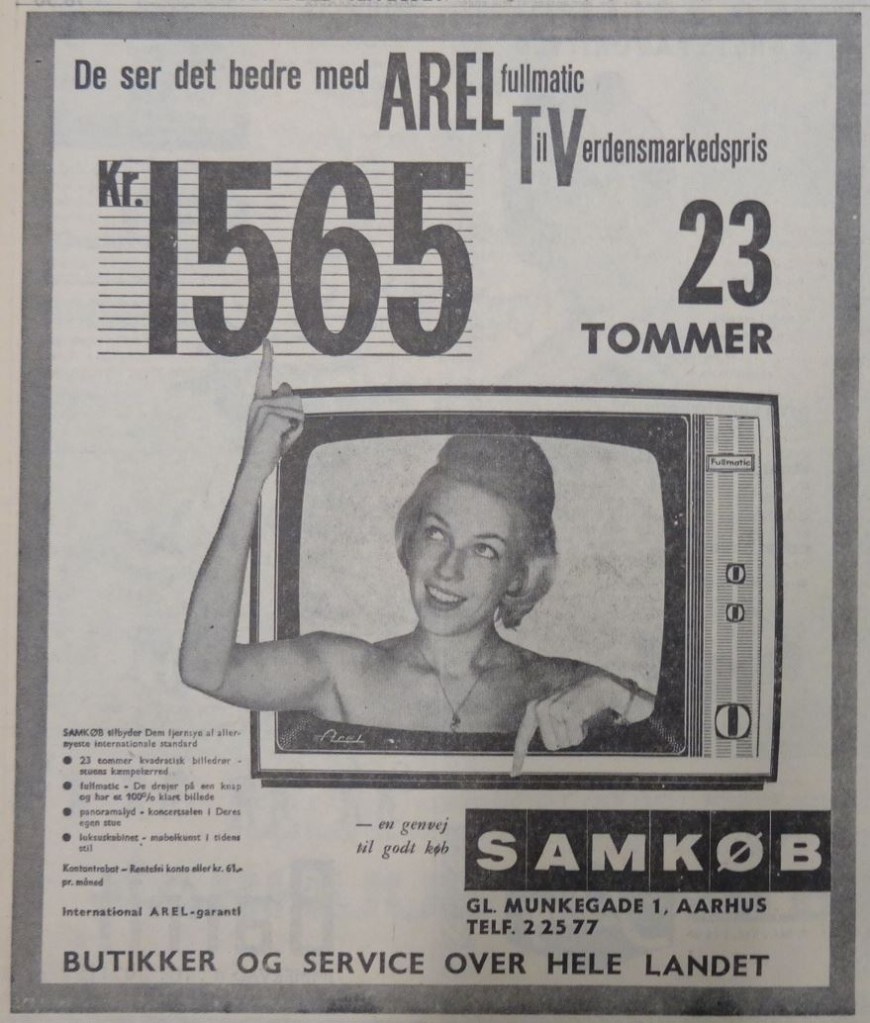 De ser det bedre med AREL fullmatic
TilVerdensmarkedspris
Kr. 1565
23
TOMMER
Fullmatic
Arel
SAMKØB tilbyder Dem fjernsyn af aller-
nyeste internationale standard
● 23 tommer kvadratisk billedrør -
stuens kæmpelærred
● fullmatic - De drejer på een knap
og har et 100% klart billede
● panoramalyd - koncertsalen i Deres
egen stue
● luksuskabinet - møbelkunst i tidens
stil
Kontantrabat - Rentefri konto eller kr. 61,-
pr. måned
International AREL-garanti
— en genvej
til godt køb
SAMKØB
GL. MUNKEGADE 1, AARHUS
TELF. 2 25 77
BUTIKKER OG SERVICE OVER HELE LANDET